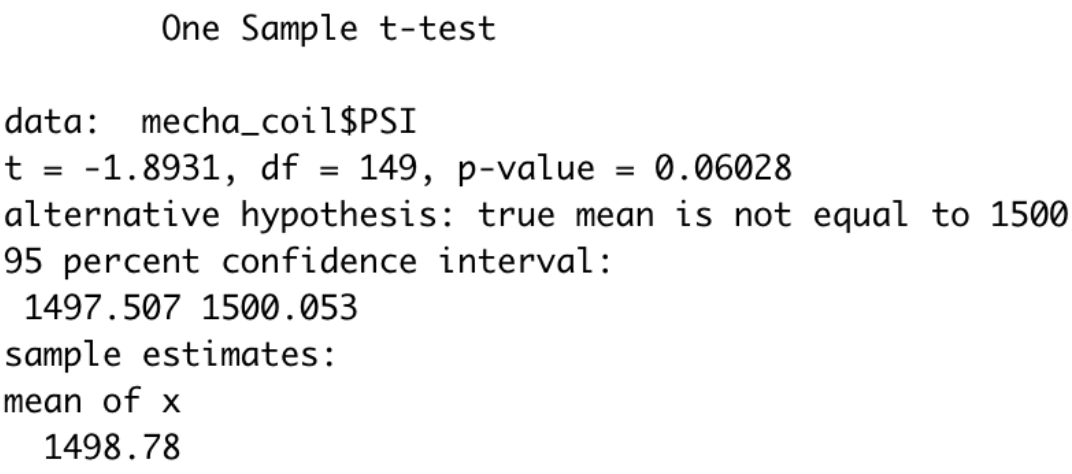 One Sample t-test
data:  mecha_coil$PSI
t = -1.8931, df = 149, p-value = 0.06028
alternative hypothesis: true mean is not equal to 1500
95 percent confidence interval:
1497.507 1500.053
sample estimates:
mean of x
1498.78